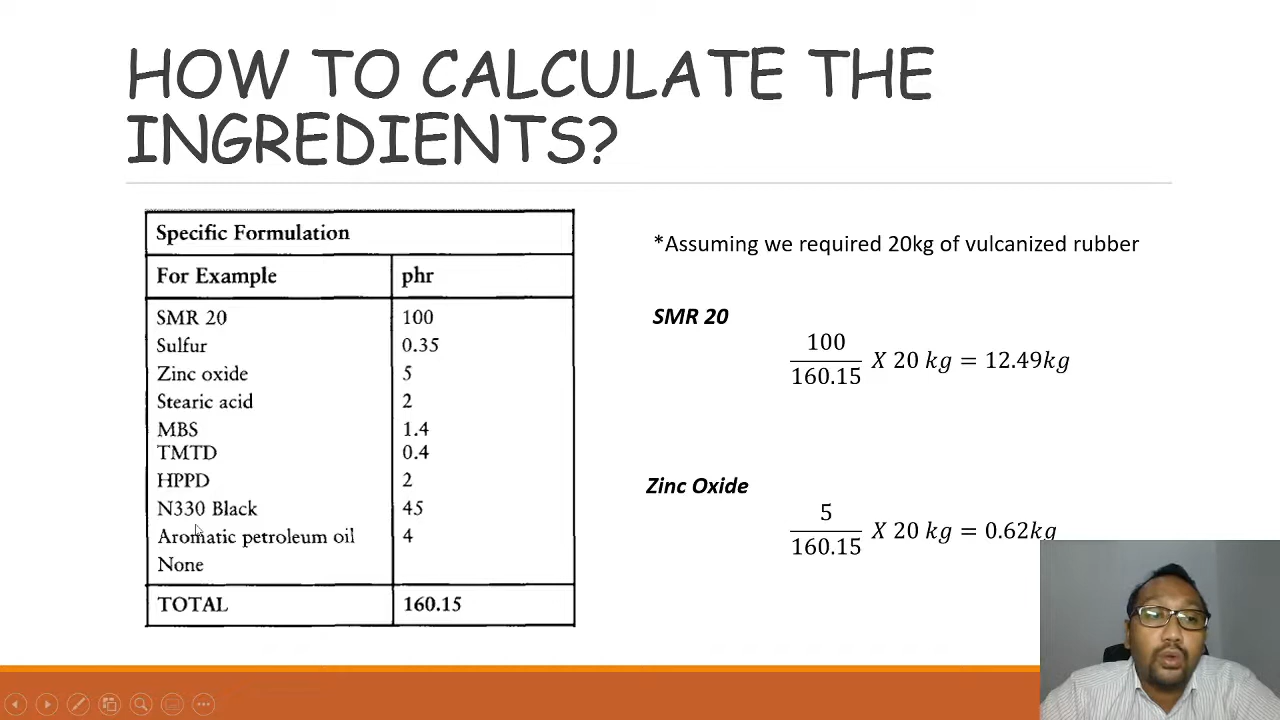 HOW TO CALCULATE THE
INGREDIENTS?
Specific Formulation
For Example phr
SMR 20 100
Sulfur 0.35
Zinc oxide 5
Stearic acid 2
MBS 1.4
TMTD 0.4
HPPD 2
N330 Black 45
Aromatic petroleum oil 4
None
TOTAL 160.15
*Assuming we required 20kg of vulcanized rubber
SMR 20
100
160.15 X 20 kg = 12.49kg
Zinc Oxide
5
160.15 X 20 kg = 0.62kg